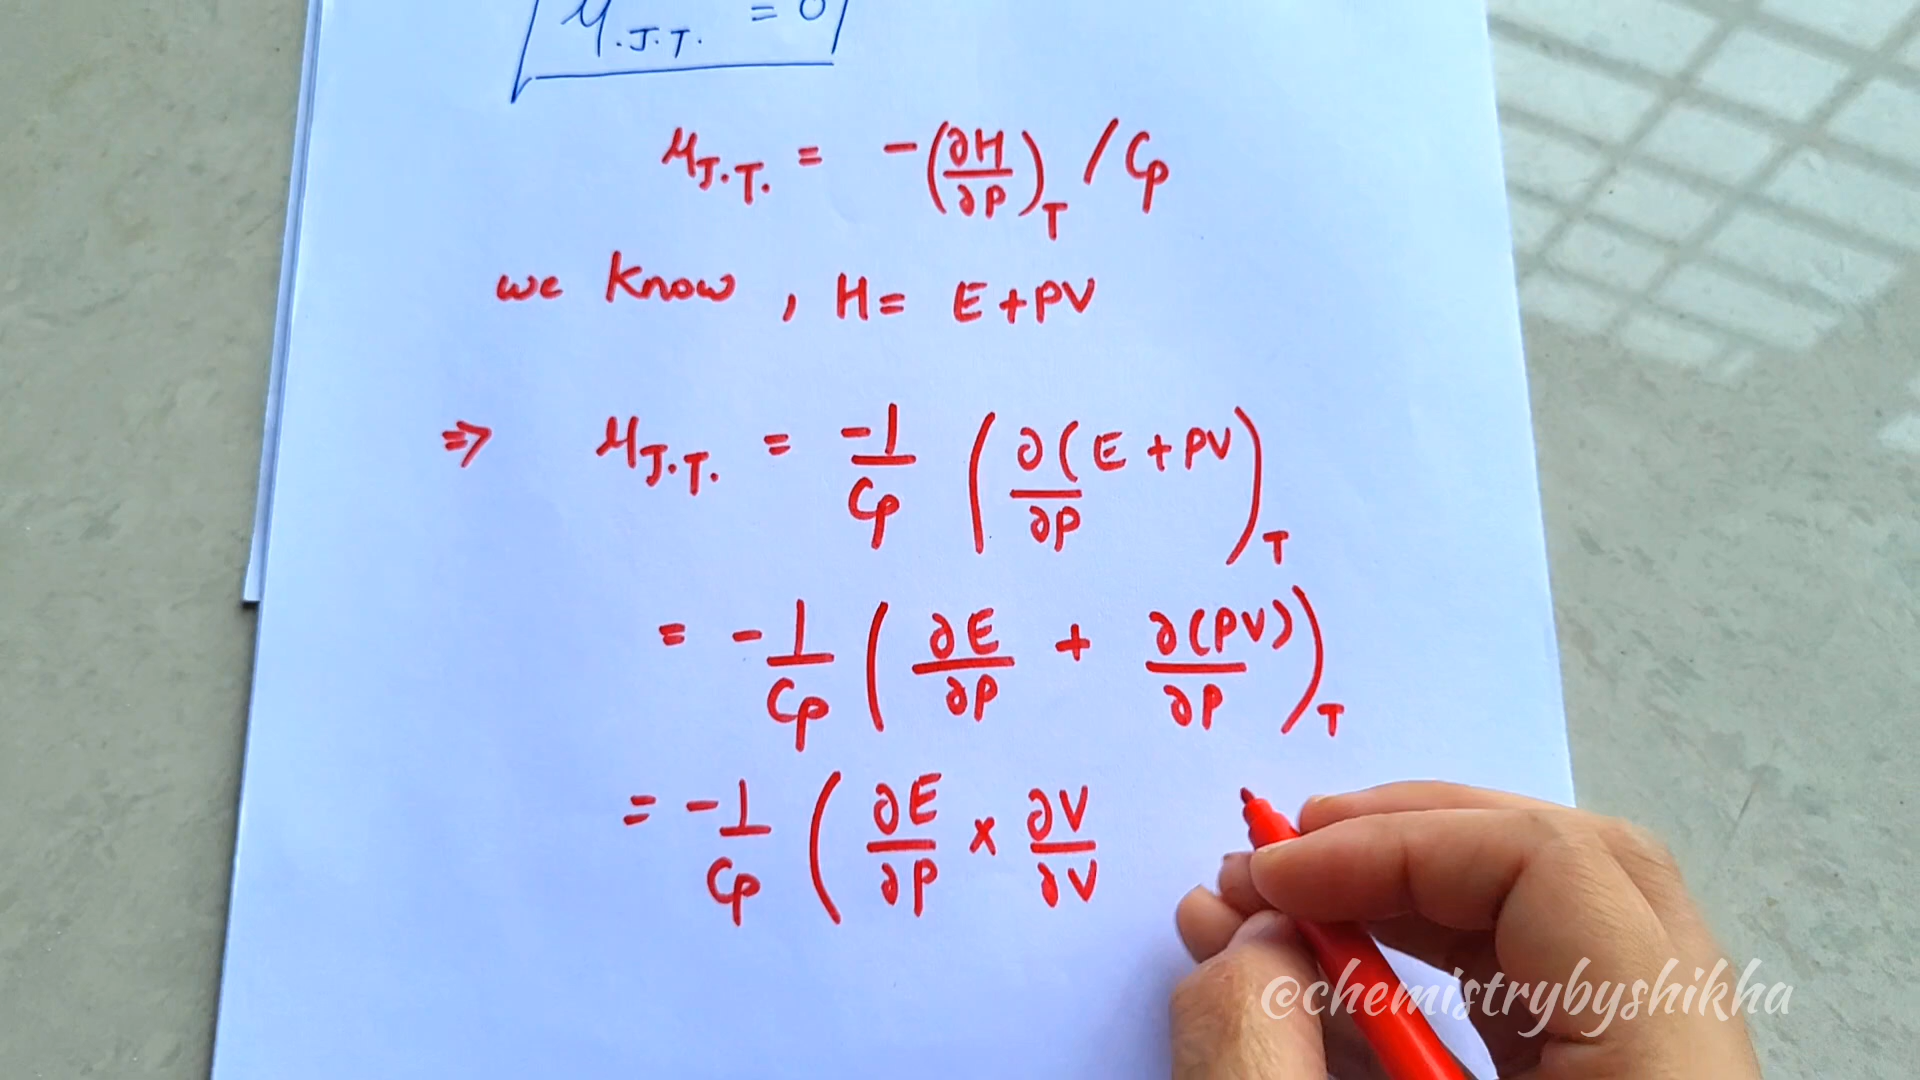 μJ.T. = 0
μJ.T. = -(∂H/∂P)T / Cp
we know, H = E + PV
⇒ μJ.T. = -1/Cp (∂(E + PV/∂P)T
= -1/Cp (∂E/∂P + ∂(PV)/∂P)T
= -1/Cp (∂E/∂P × ∂V/∂V
@chemistrybyshikha